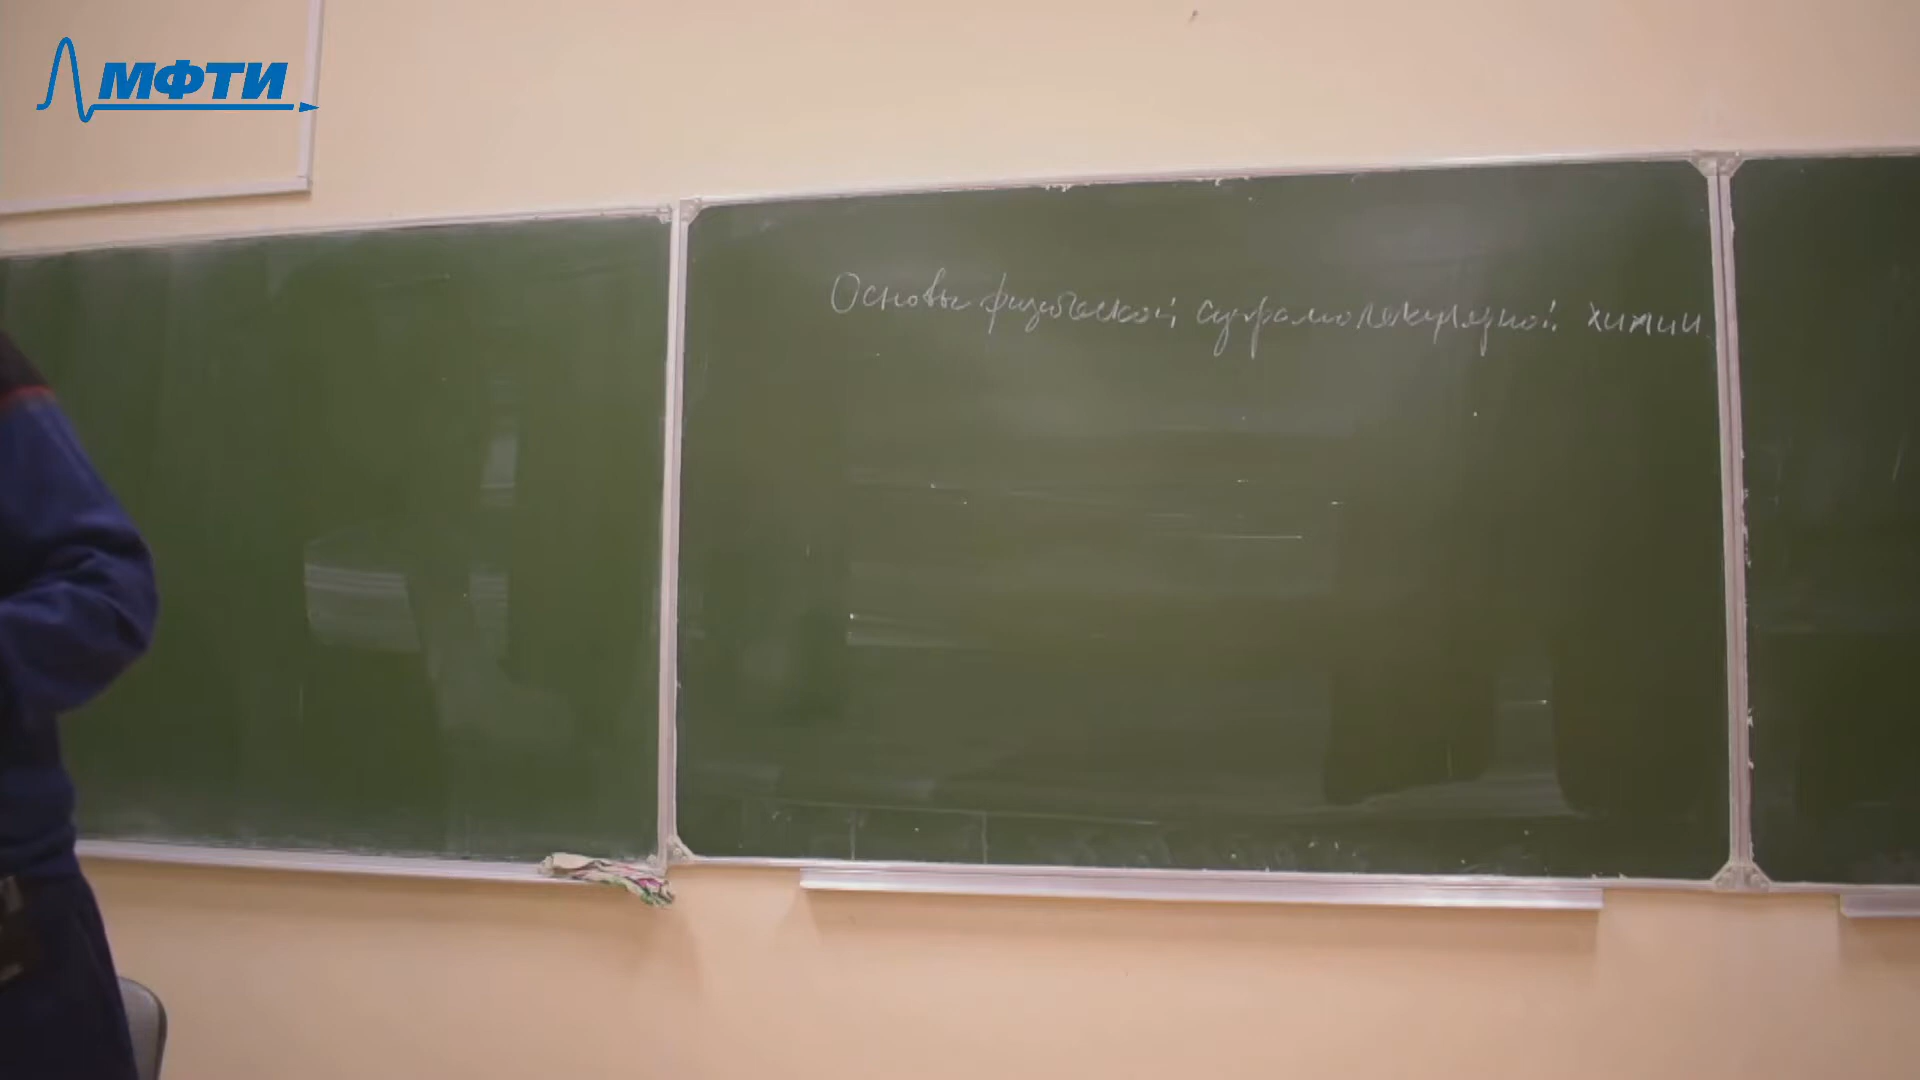 МФТИ
Основы физической супрамолекулярной химии